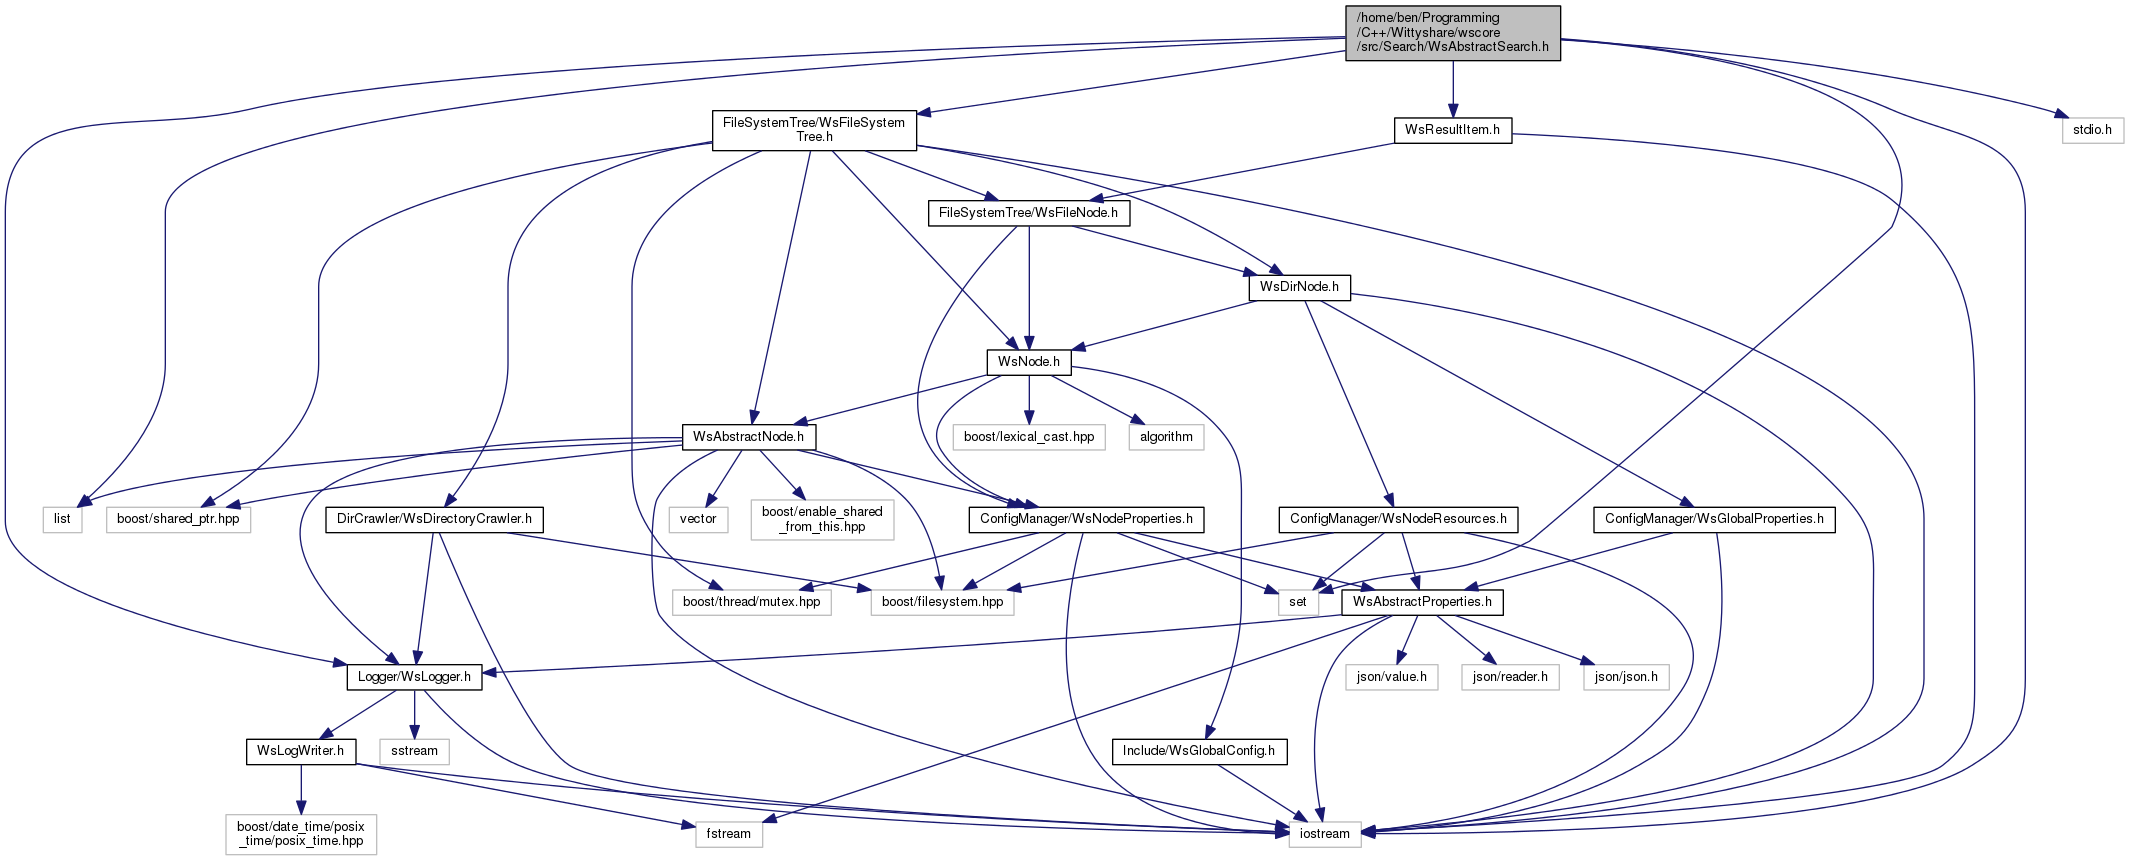 /home/ben/Programming
/C++/Wittyshare/wscore
/src/Search/WsAbstractSearch.h
FileSystemTree/WsFileSystem
Tree.h
WsResultItem.h
stdio.h
FileSystemTree/WsFileNode.h
WsDirNode.h
WsNode.h
WsAbstractNode.h
boost/lexical_cast.hpp
algorithm
list
boost/shared_ptr.hpp
DirCrawler/WsDirectoryCrawler.h
vector
boost/enable_shared
_from_this.hpp
ConfigManager/WsNodeProperties.h
ConfigManager/WsNodeResources.h
ConfigManager/WsGlobalProperties.h
boost/thread/mutex.hpp
boost/filesystem.hpp
set
WsAbstractProperties.h
Logger/WsLogger.h
json/value.h
json/reader.h
json/json.h
WsLogWriter.h
sstream
Include/WsGlobalConfig.h
boost/date_time/posix
_time/posix_time.hpp
fstream
iostream